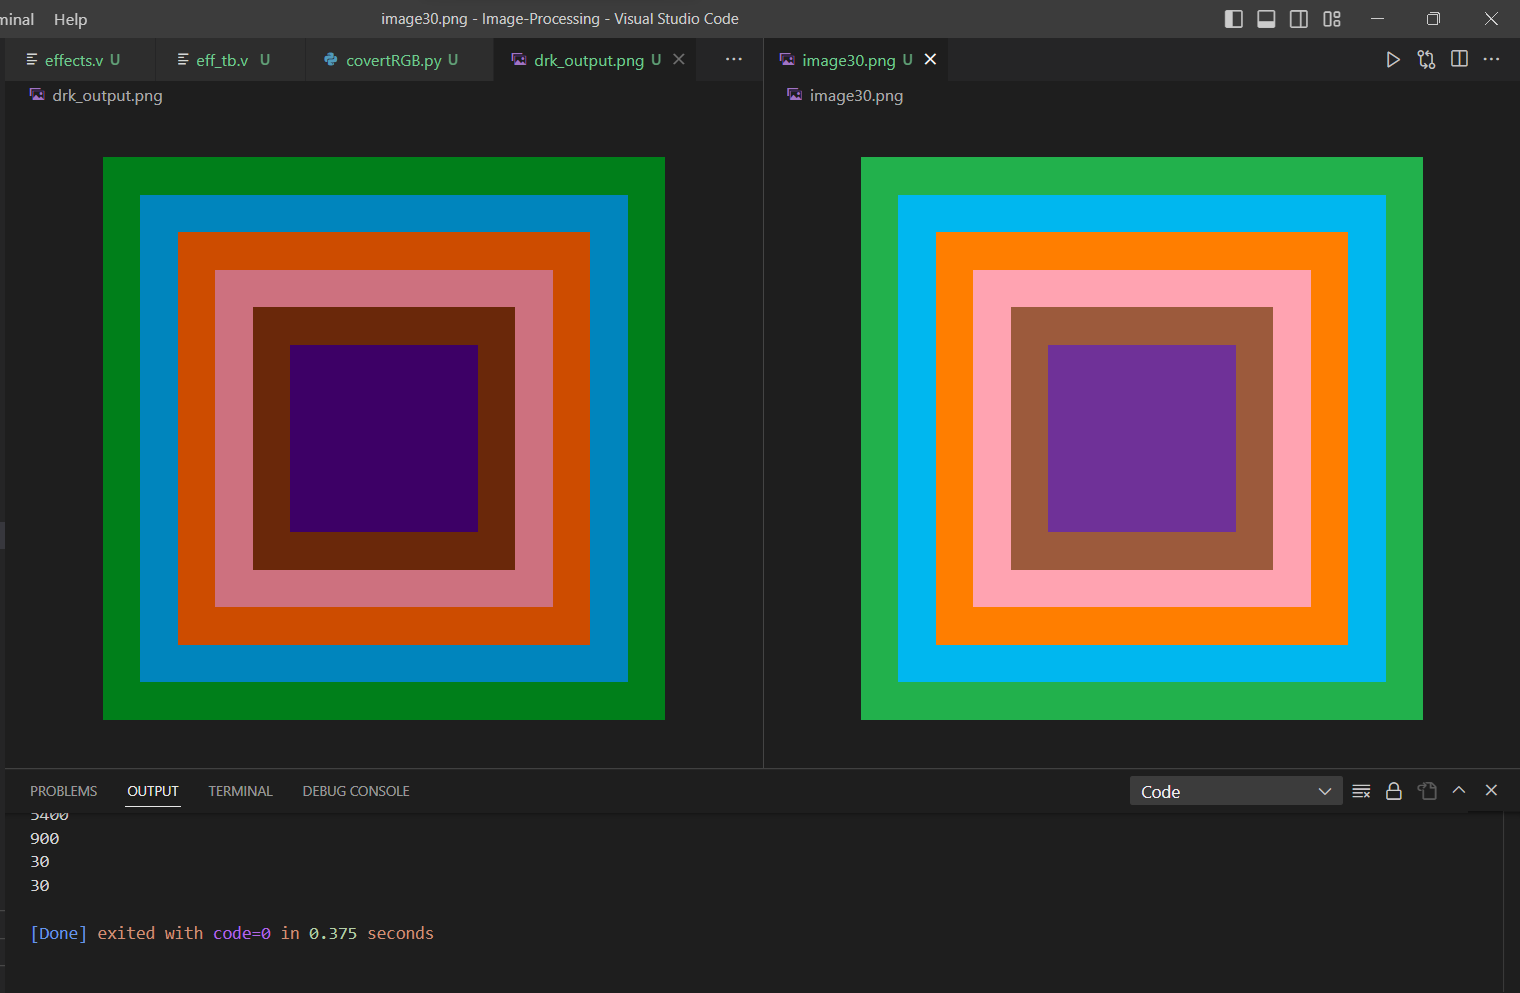 minal Help image30.png - Image-Processing - Visual Studio Code
effects.v U eff_tb.v U covertRGB.py U drk_output.png U image30.png U
drk_output.png image30.png
PROBLEMS OUTPUT TERMINAL DEBUG CONSOLE Code
5400
900
30
30
[Done] exited with code=0 in 0.375 seconds